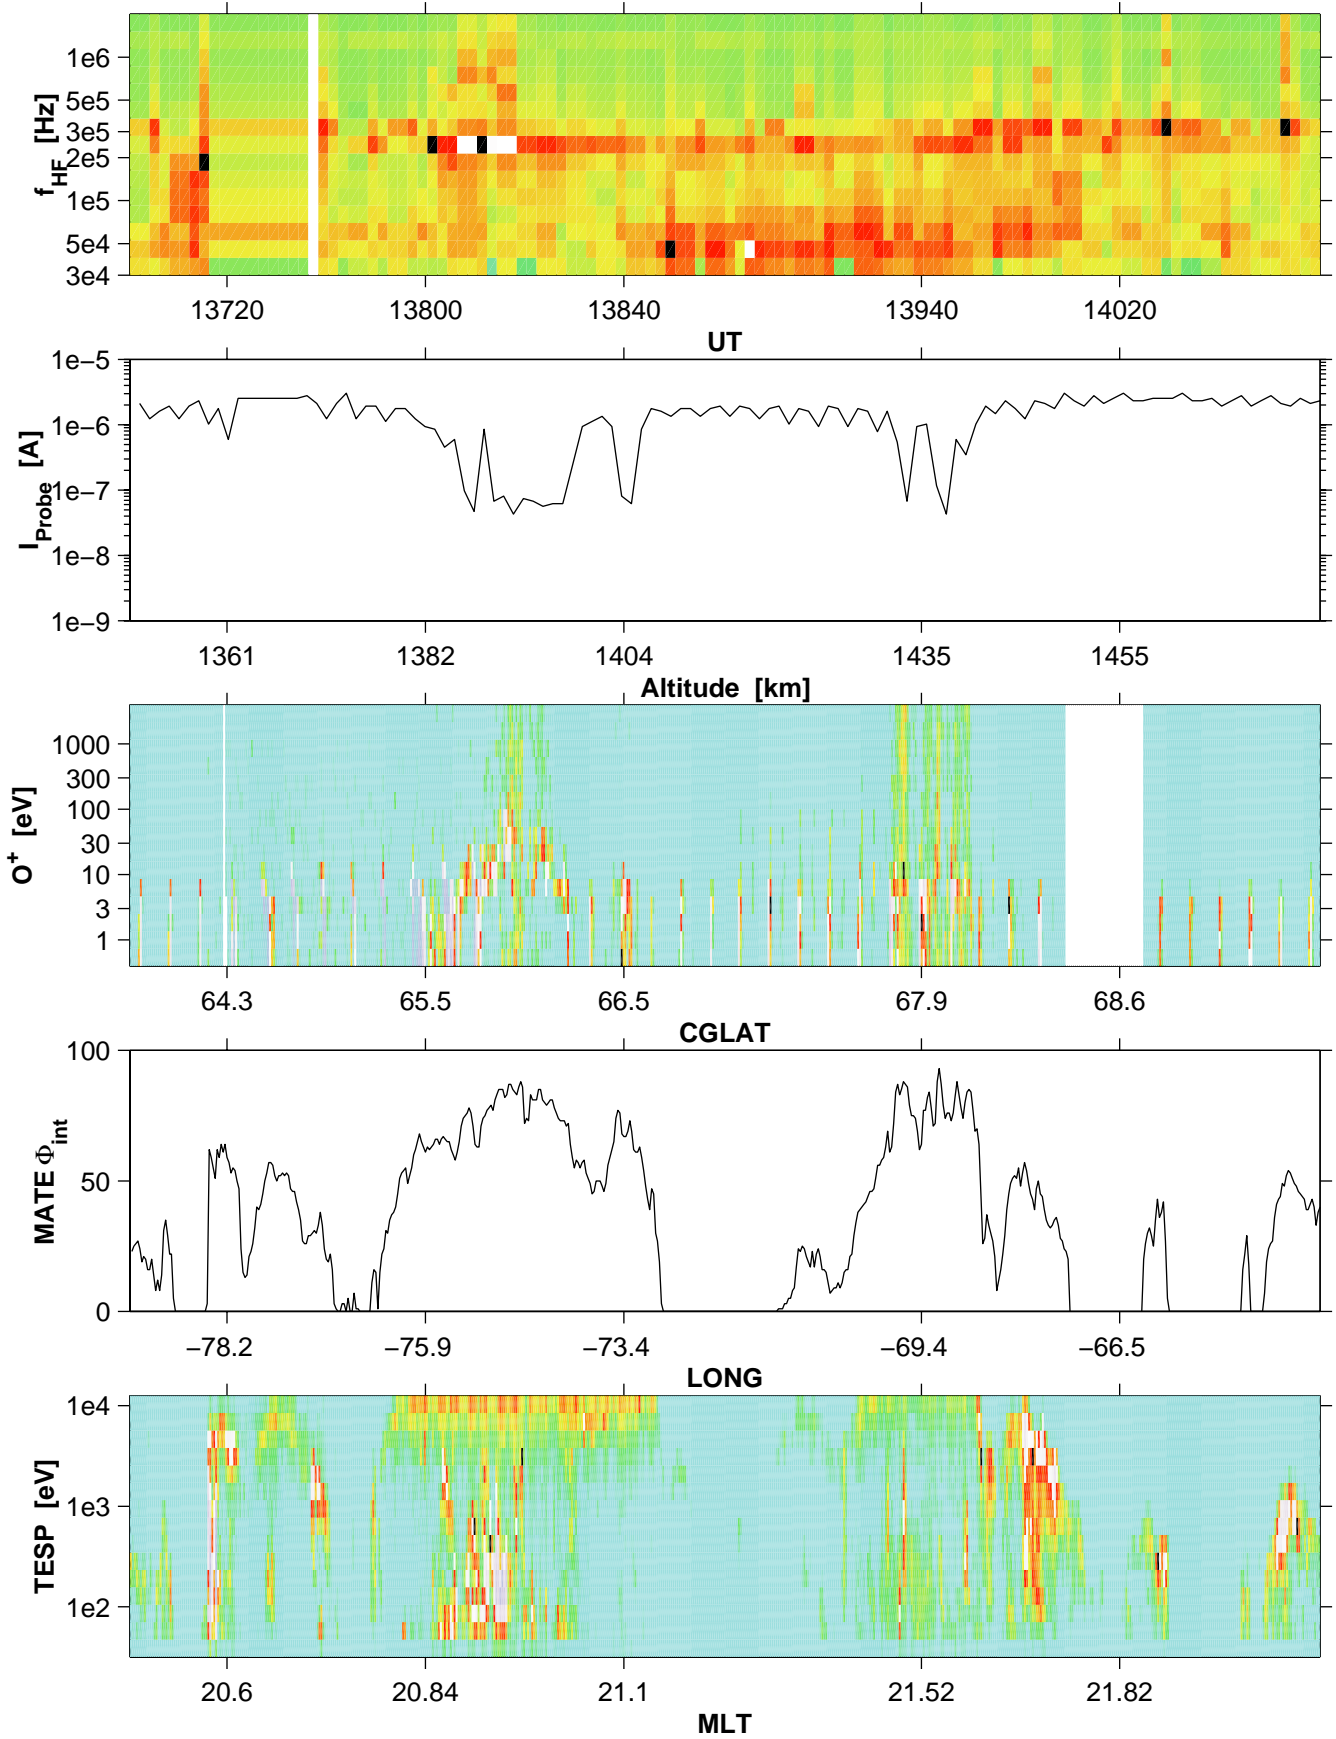 f_HF [Hz]
1e6
5e5
3e5
2e5
1e5
5e4
3e4
13720 13800 13840 13940 14020
UT
I_Probe [A]
1e−5
1e−6
1e−7
1e−8
1e−9
1361 1382 1404 1435 1455
Altitude [km]
O⁺ [eV]
1000
300
100
30
10
3
1
64.3 65.5 66.5 67.9 68.6
CGLAT
MATE Φ_int
100
50
0
−78.2 −75.9 −73.4 −69.4 −66.5
LONG
TESP [eV]
1e4
1e3
1e2
20.6 20.84 21.1 21.52 21.82
MLT